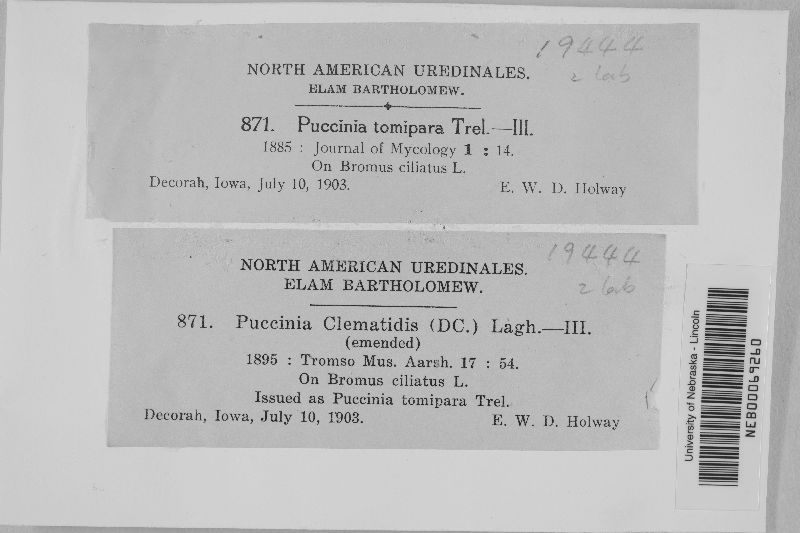 19444
2 lab
NORTH AMERICAN UREDINALES.
ELAM BARTHOLOMEW.
871. Puccinia tomipara Trel.—III.
1885 : Journal of Mycology 1 : 14.
On Bromus ciliatus L.
Decorah, Iowa, July 10, 1903. E. W. D. Holway
19444
2 lab
NORTH AMERICAN UREDINALES.
ELAM BARTHOLOMEW.
871. Puccinia Clematidis (DC.) Lagh.—III.
(emended)
1895 : Tromso Mus. Aarsh. 17 : 54.
On Bromus ciliatus L.
Issued as Puccinia tomipara Trel.
Decorah, Iowa, July 10, 1903. E. W. D. Holway
University of Nebraska - Lincoln
NEB00069260